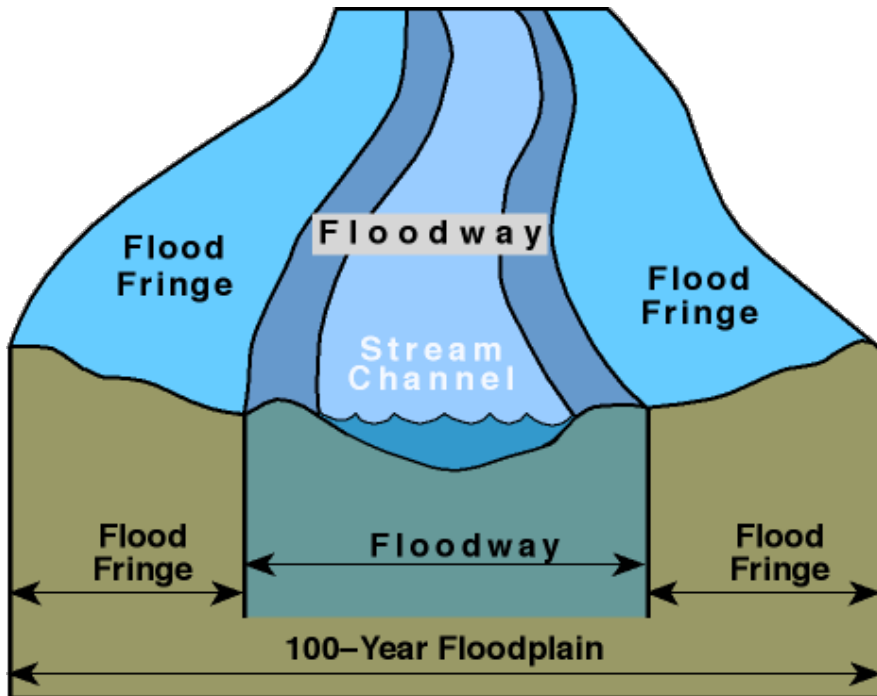 Floodway
Flood
Fringe
Flood
Fringe
Stream
Channel
Flood
Fringe
Floodway
Flood
Fringe
100–Year Floodplain